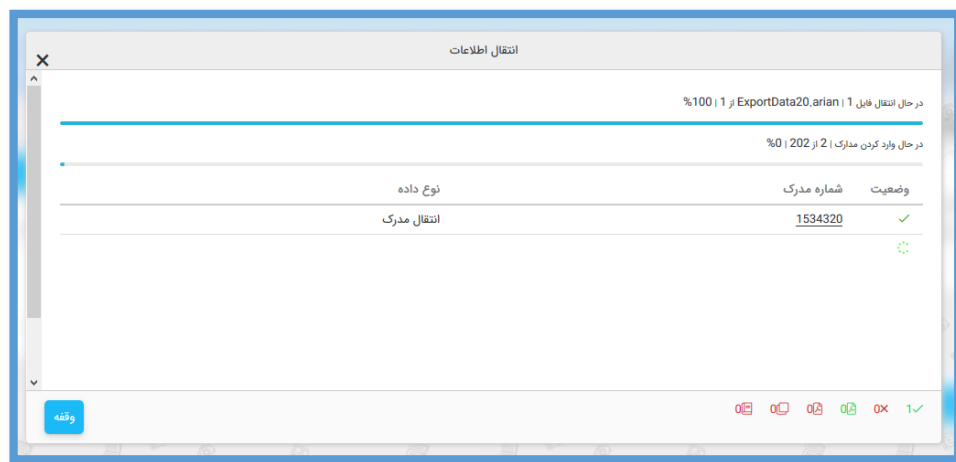 انتقال اطلاعات
در حال انتقال فایل ExportData20.arian | 1 از 1 | 100%
در حال وارد کردن مدارک | 2 از 202 | 0%
وضعیت شماره مدرک نوع داده
1534320 انتقال مدرک
1 0 0 0 0 0
وقفه